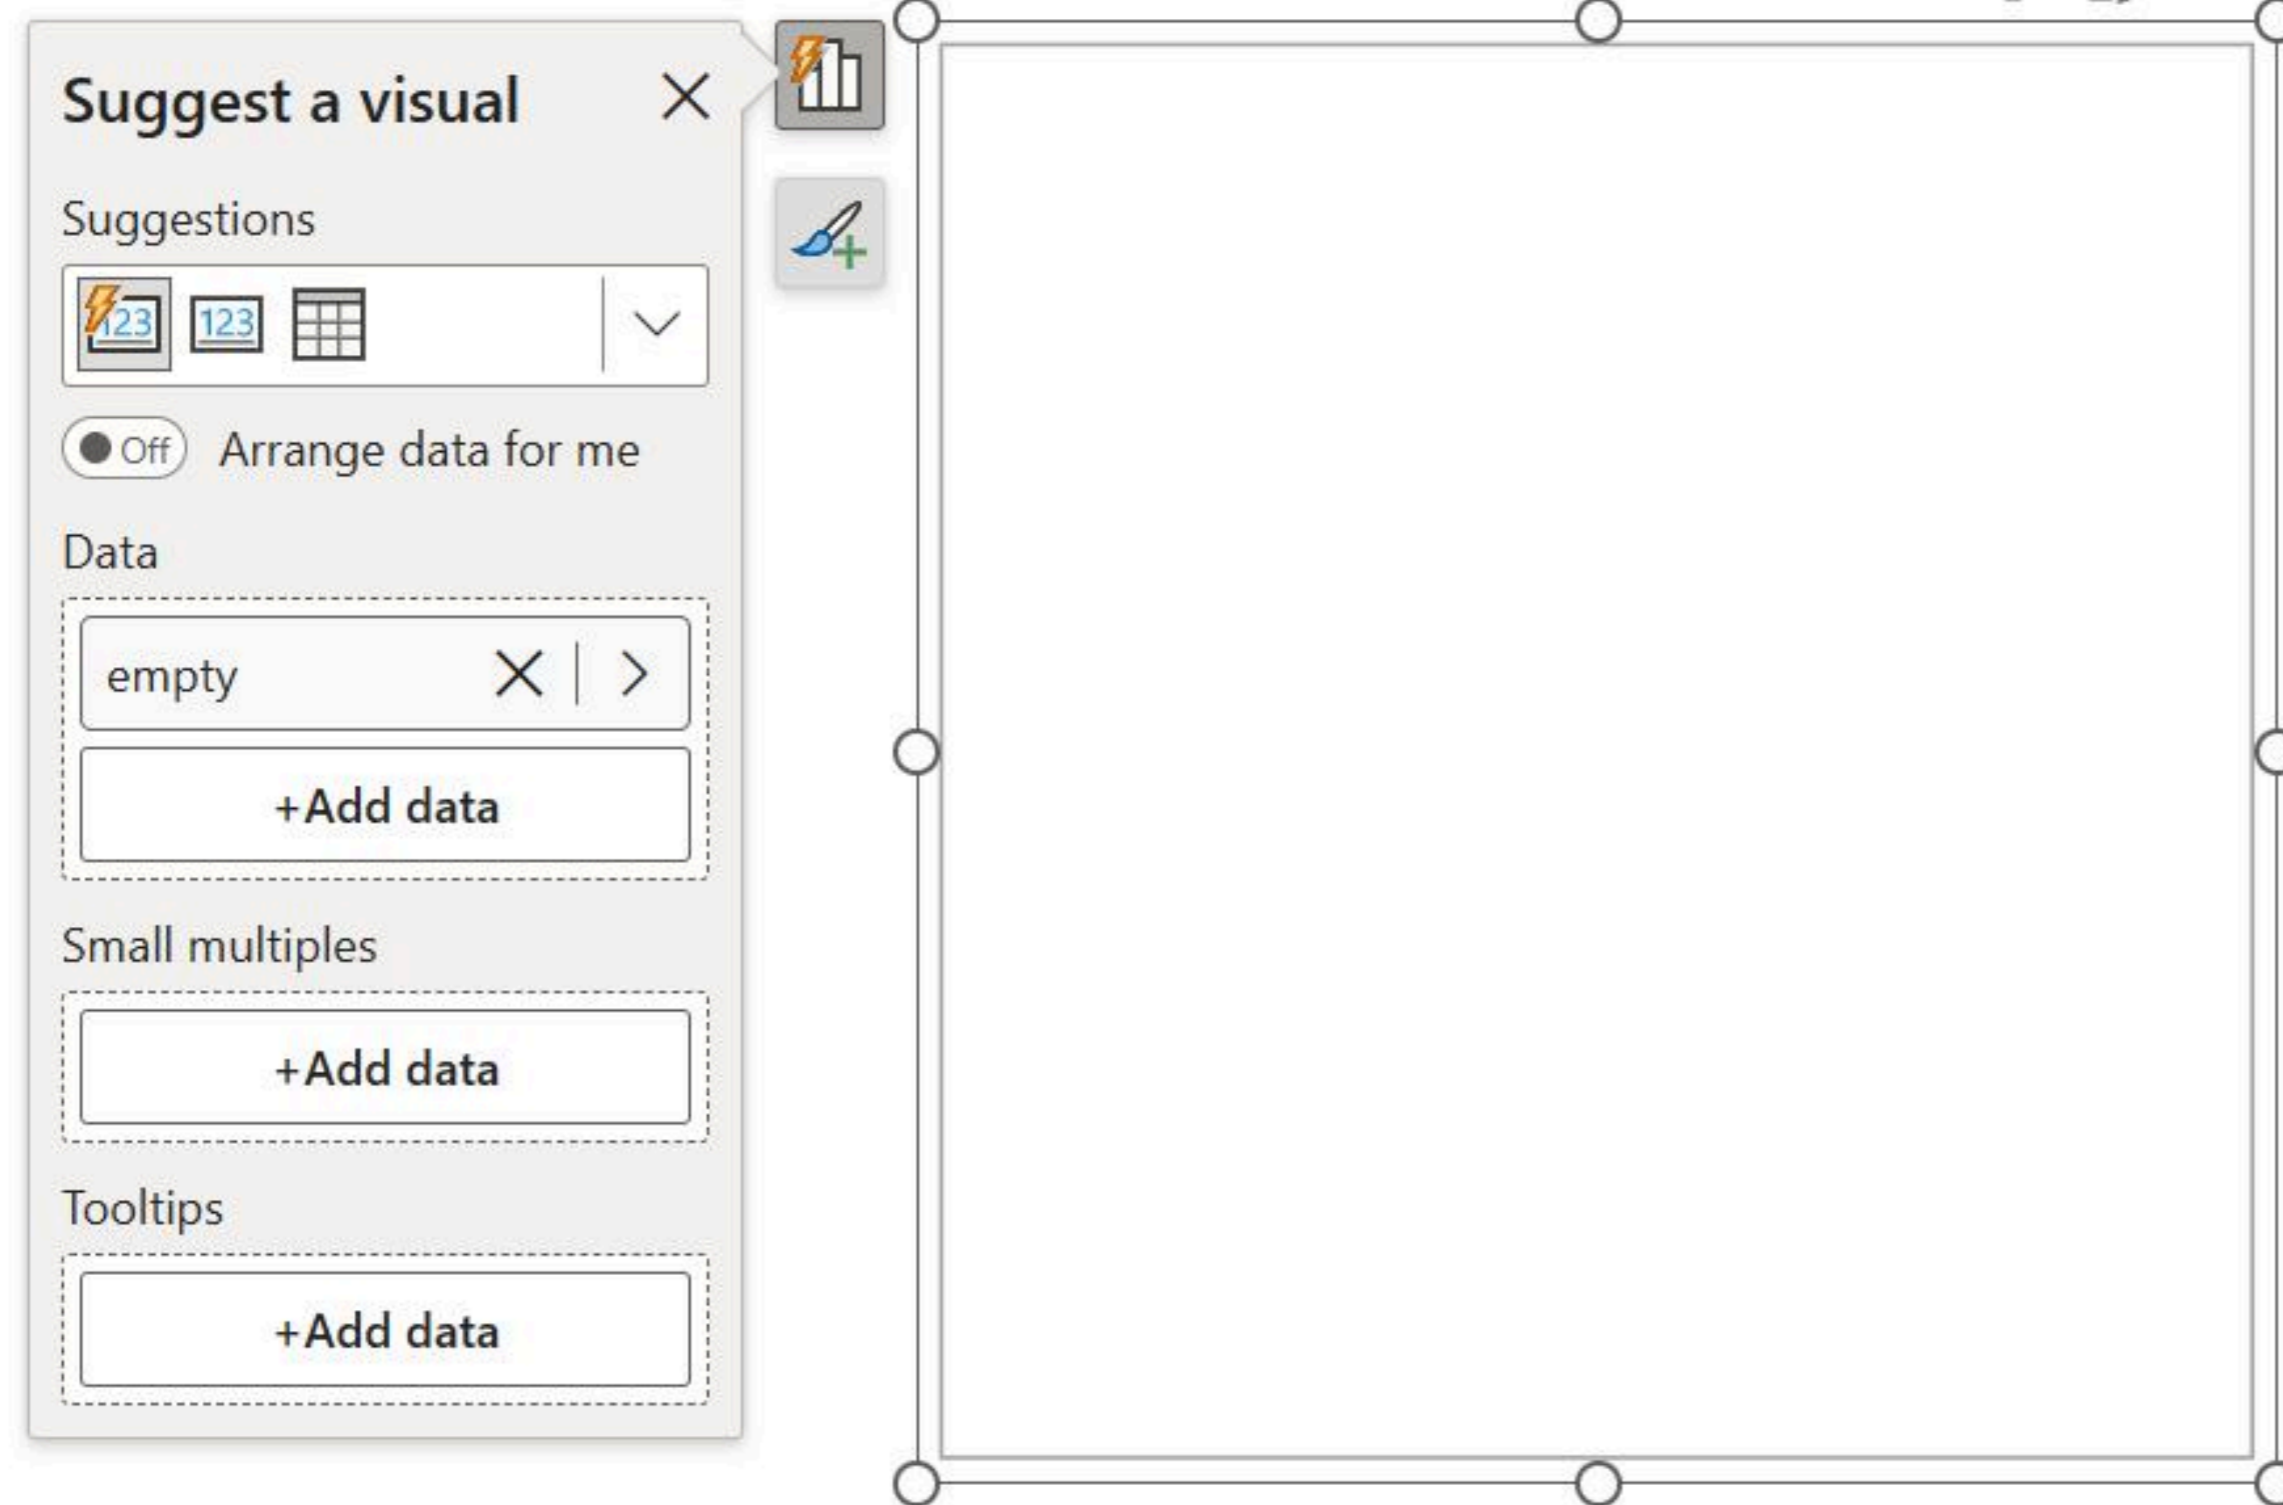 Suggest a visual
Suggestions
123 123
Off Arrange data for me
Data
empty
+Add data
Small multiples
+Add data
Tooltips
+Add data